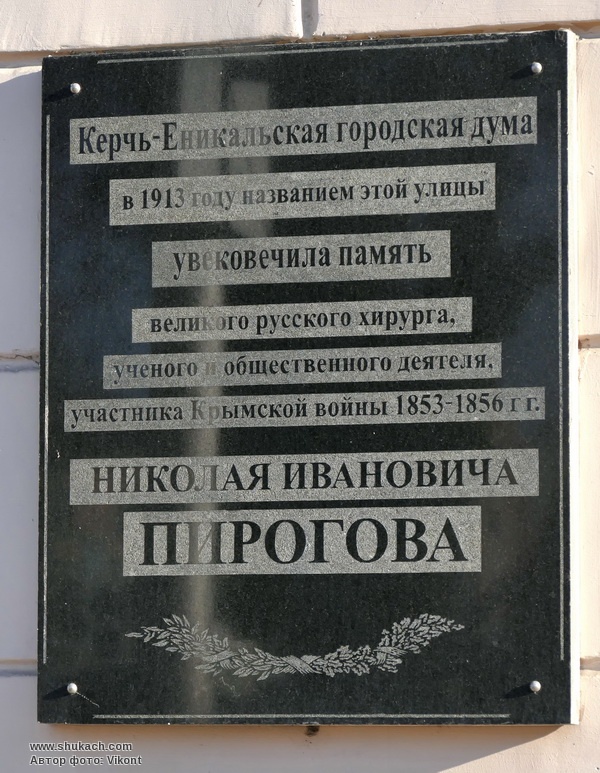 Керчь-Еникальская городская дума
в 1913 году названием этой улицы
увековечила память
великого русского хирурга,
ученого и общественного деятеля,
участника Крымской войны 1853-1856 г г.
НИКОЛАЯ ИВАНОВИЧА
ПИРОГОВА
www.shukach.com
Автор фото: Vikont